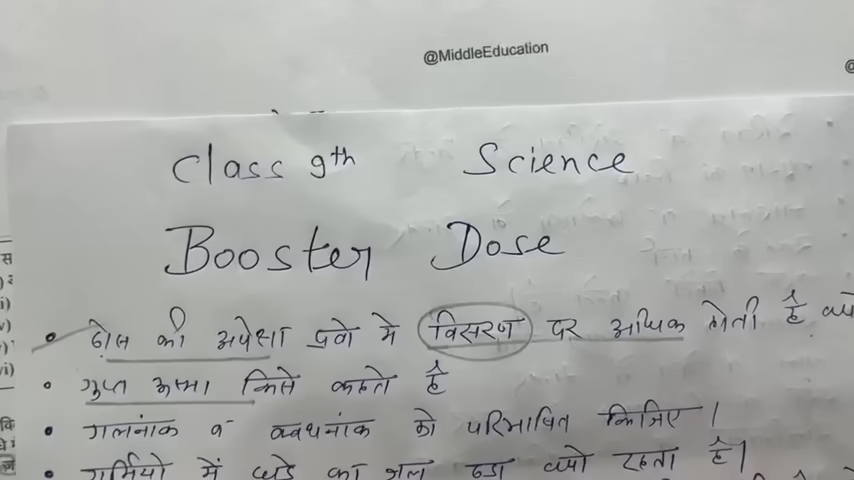 @MiddleEducation
Class 9th Science
Booster Dose
• ठोस की अपेक्षा द्रवो मे विसरण दर अधिक होती है क्यो
• गुप्त ऊष्मा किसे कहते है
• गलनांक व क्वथनांक को परिभाषित किजिए।
• गर्मियो में घडे का जल ठंडा क्यो रहता है।